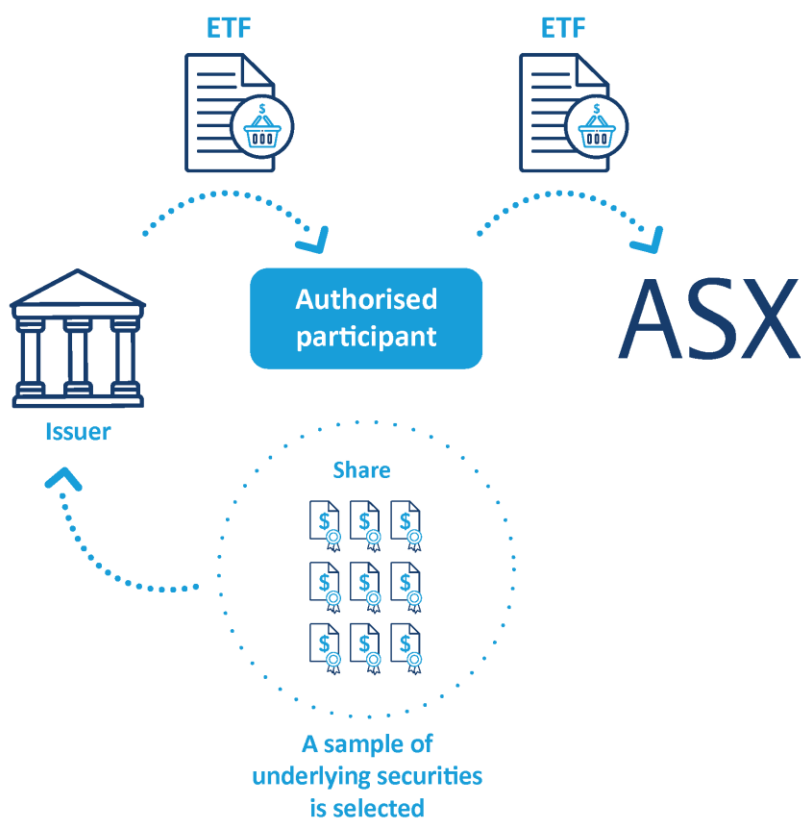 ETF
ETF
$
$
Authorised
participant
ASX
Issuer
Share
$ $ $
$ $ $
$ $ $
A sample of
underlying securities
is selected